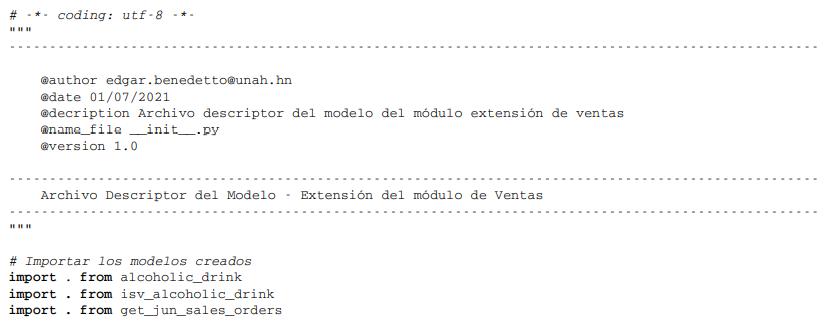 # -*- coding: utf-8 -*-
"""
-----------------------------------------------------------------------------------------------------
@author edgar.benedetto@unah.hn
@date 01/07/2021
@decription Archivo descriptor del modelo del módulo extensión de ventas
@name_file __init__.py
@version 1.0
-----------------------------------------------------------------------------------------------------
Archivo Descriptor del Modelo - Extensión del módulo de Ventas
-----------------------------------------------------------------------------------------------------
"""
# Importar los modelos creados
import . from alcoholic_drink
import . from isv_alcoholic_drink
import . from get_jun_sales_orders